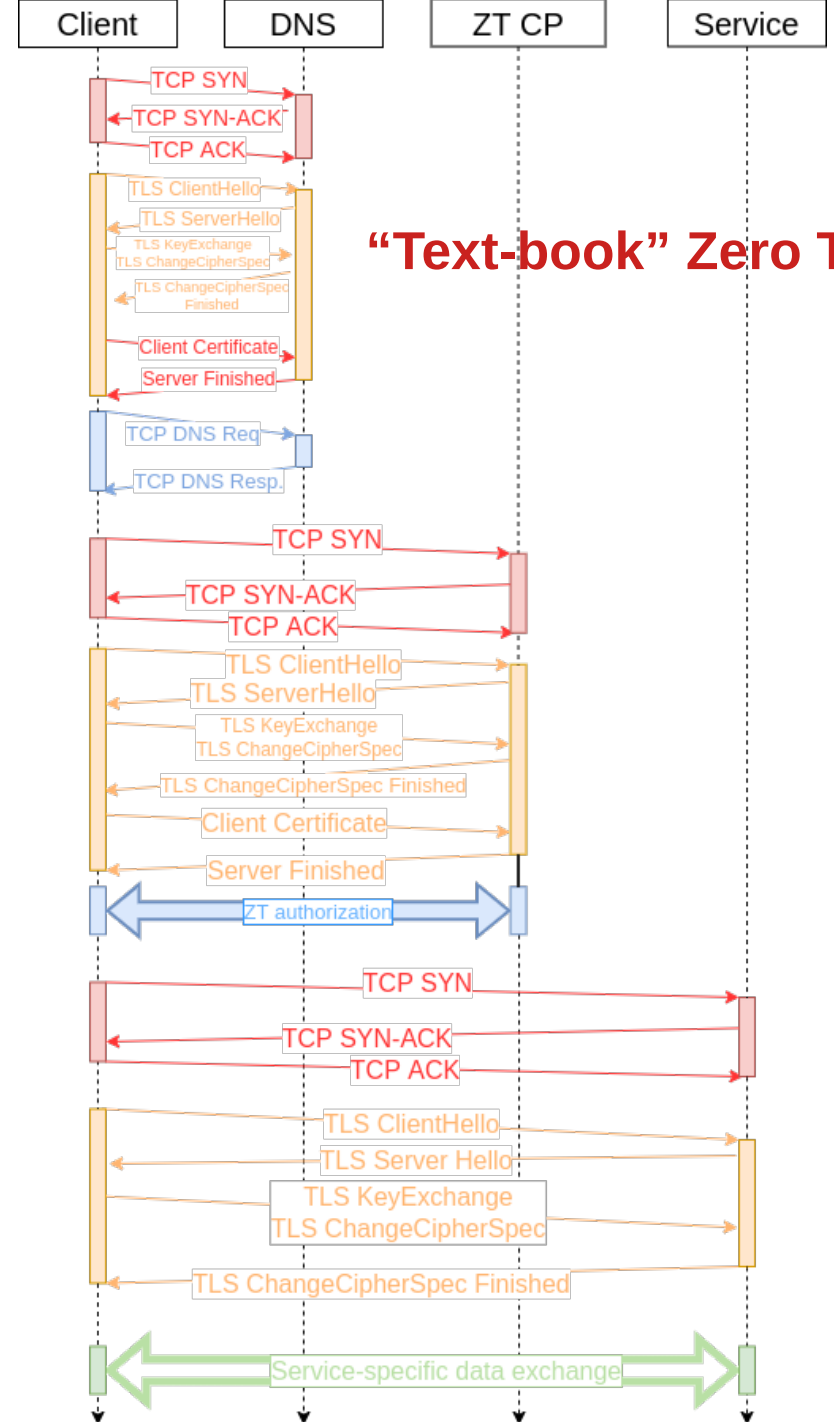 Client
DNS
ZT CP
Service
TCP SYN
TCP SYN-ACK
TCP ACK
TLS ClientHello
TLS ServerHello
“Text-book” Zero T
TLS KeyExchange
TLS ChangeCipherSpec
TLS ChangeCipherSpec
Finished
Client Certificate
Server Finished
TCP DNS Req
TCP DNS Resp.
TCP SYN
TCP SYN-ACK
TCP ACK
TLS ClientHello
TLS ServerHello
TLS KeyExchange
TLS ChangeCipherSpec
TLS ChangeCipherSpec Finished
Client Certificate
Server Finished
ZT authorization
TCP SYN
TCP SYN-ACK
TCP ACK
TLS ClientHello
TLS Server Hello
TLS KeyExchange
TLS ChangeCipherSpec
TLS ChangeCipherSpec Finished
Service-specific data exchange